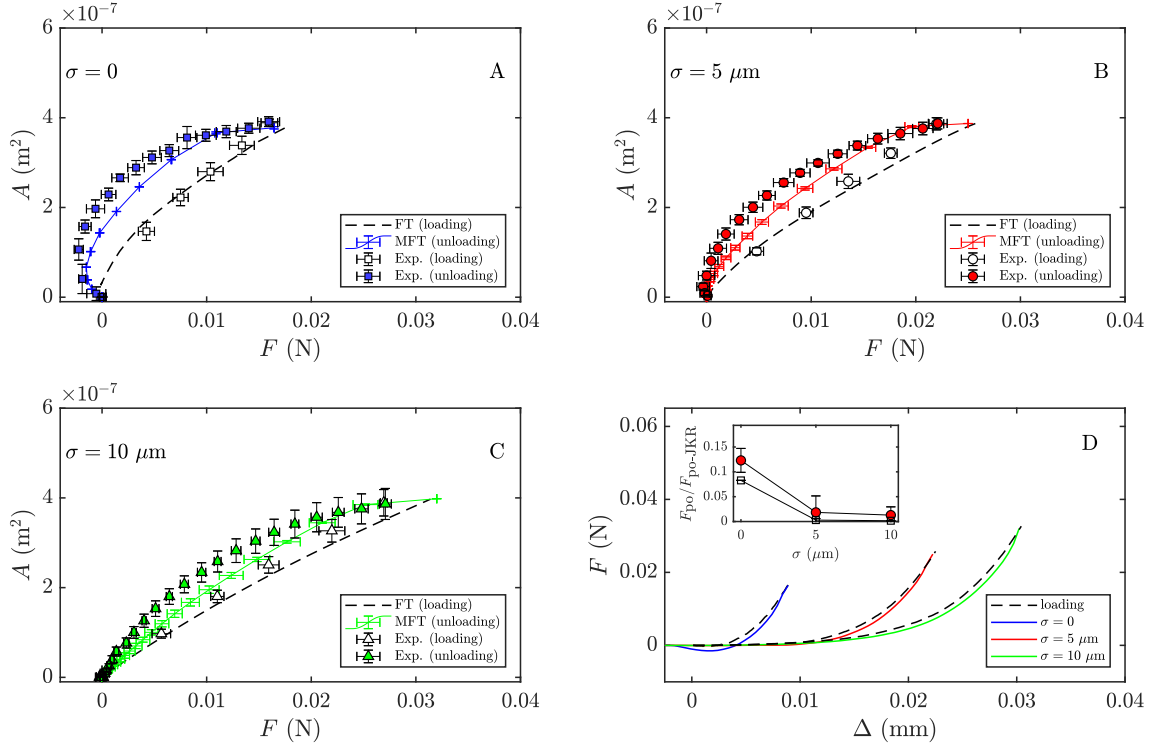 ×10⁻⁷
6
4
2
0
A (m²)
σ = 0
A
FT (loading)
MFT (unloading)
Exp. (loading)
Exp. (unloading)
0 0.01 0.02 0.03 0.04
F (N)
×10⁻⁷
6
4
2
0
A (m²)
σ = 5 μm
B
FT (loading)
MFT (unloading)
Exp. (loading)
Exp. (unloading)
0 0.01 0.02 0.03 0.04
F (N)
×10⁻⁷
6
4
2
0
A (m²)
σ = 10 μm
C
FT (loading)
MFT (unloading)
Exp. (loading)
Exp. (unloading)
0 0.01 0.02 0.03 0.04
F (N)
0.06
0.04
0.02
0
F (N)
D
0.15
0.1
0.05
0
F_po/F_po-JKR
0 5 10
σ (μm)
loading
σ = 0
σ = 5 μm
σ = 10 μm
0 0.01 0.02 0.03 0.04
Δ (mm)